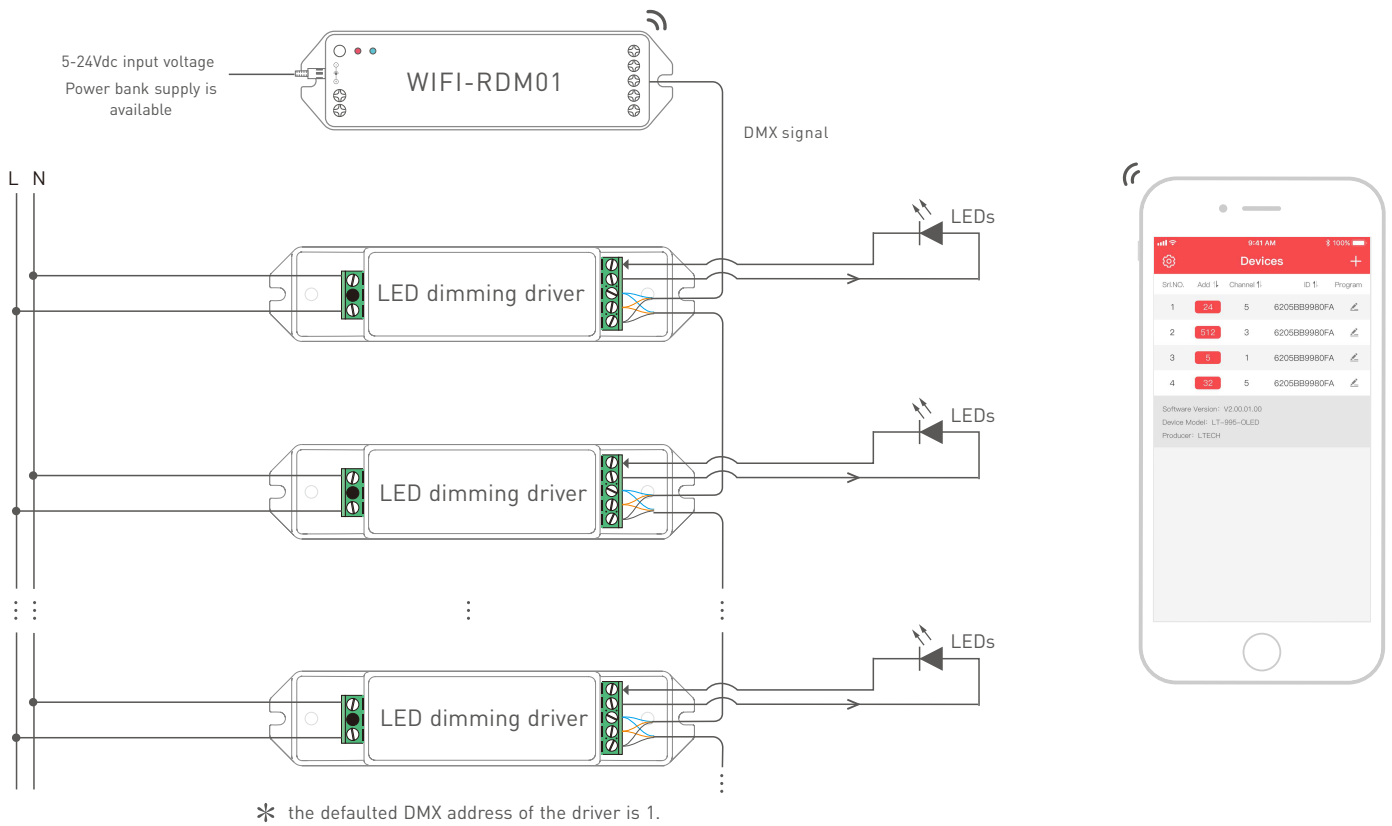 5-24Vdc input voltage
Power bank supply is
available
WIFI-RDM01
DMX signal
L N
LED dimming driver
LEDs
LED dimming driver
LEDs
LED dimming driver
LEDs
✽ the defaulted DMX address of the driver is 1.
9:41 AM 100%
Devices
Srl.NO. Add Channel ID Program
1 24 5 6205BB9980FA
2 512 3 6205BB9980FA
3 5 1 6205BB9980FA
4 32 5 6205BB9980FA
Software Version: V2.00.01.00
Device Model: LT-995-OLED
Producer: LTECH